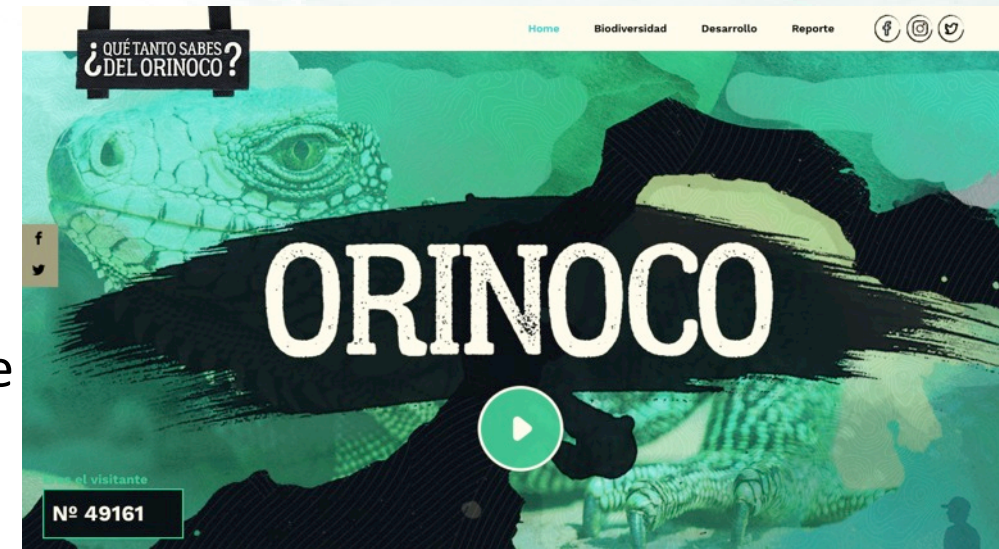 ¿QUÉ TANTO SABES
DEL ORINOCO?
Home Biodiversidad Desarrollo Reporte
ORINOCO
e
el visitante
Nº 49161